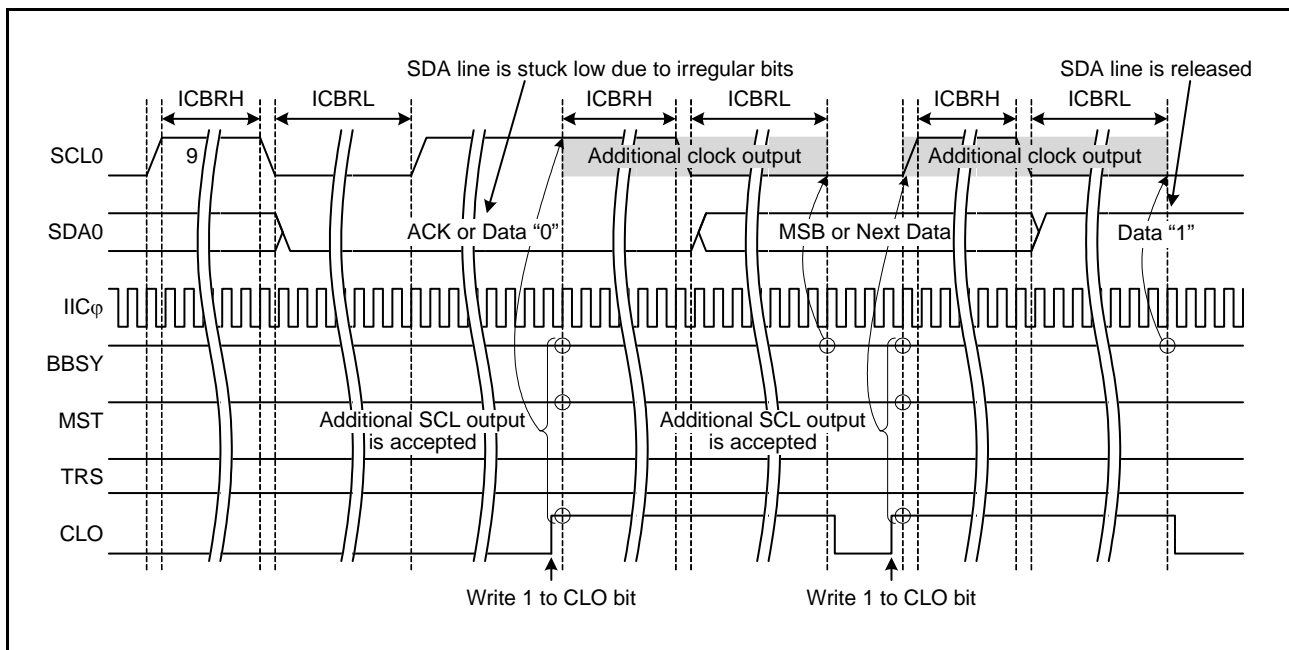 SDA line is stuck low due to irregular bits
SDA line is released
ICBRH
ICBRL
ICBRH
ICBRL
ICBRH
ICBRL
SCL0
9
Additional clock output
Additional clock output
SDA0
ACK or Data “0”
MSB or Next Data
Data “1”
IICφ
BBSY
MST
Additional SCL output
is accepted
Additional SCL output
is accepted
TRS
CLO
Write 1 to CLO bit
Write 1 to CLO bit